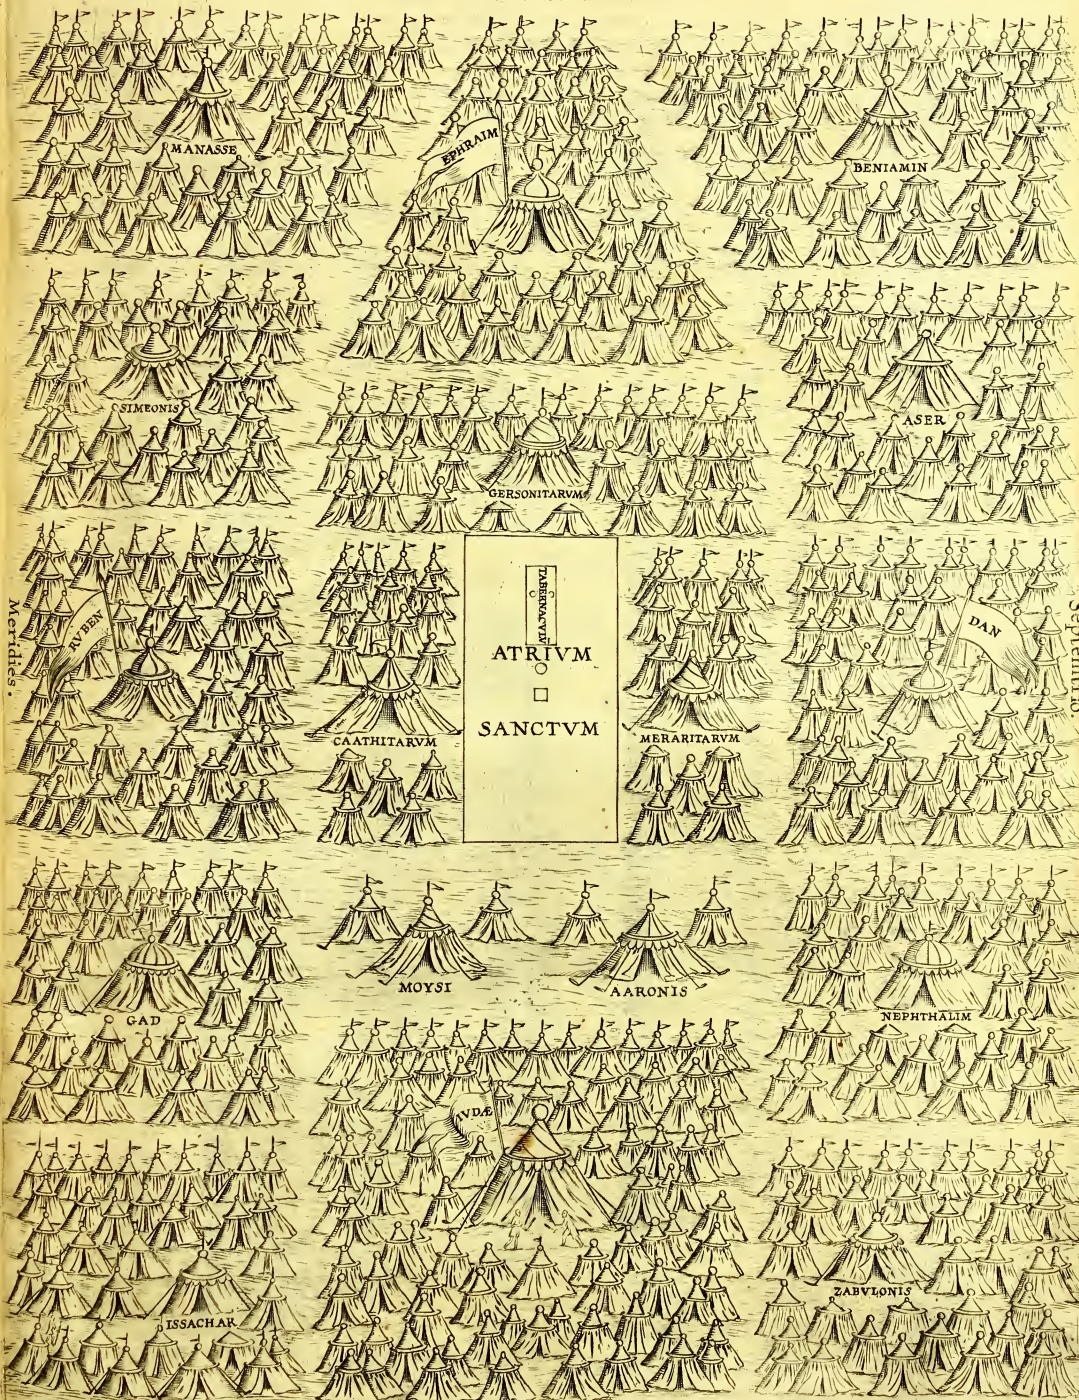 MANASSE
EPHRAIM
BENIAMIN
SIMEONIS
ASER
GERSONITARVM
RVBEN
Meridies.
TABERNACVLV
ATRIVM
SANCTVM
DAN
Septentrio.
CAATHITARVM
MERARITARVM
MOYSI
AARONIS
GAD
NEPHTHALIM
IVDÆ
ISSACHAR
ZABVLONIS